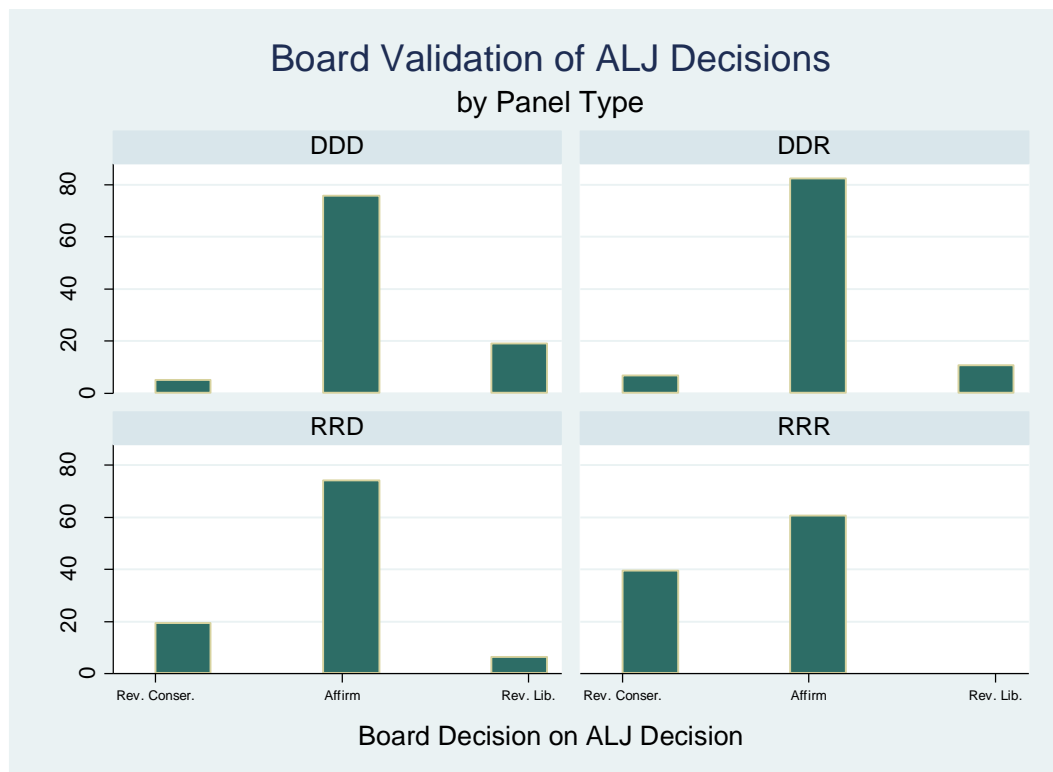 Board Validation of ALJ Decisions
by Panel Type
DDD
DDR
80
60
40
20
0
RRD
RRR
80
60
40
20
0
Rev. Conser.
Affirm
Rev. Lib.
Rev. Conser.
Affirm
Rev. Lib.
Board Decision on ALJ Decision